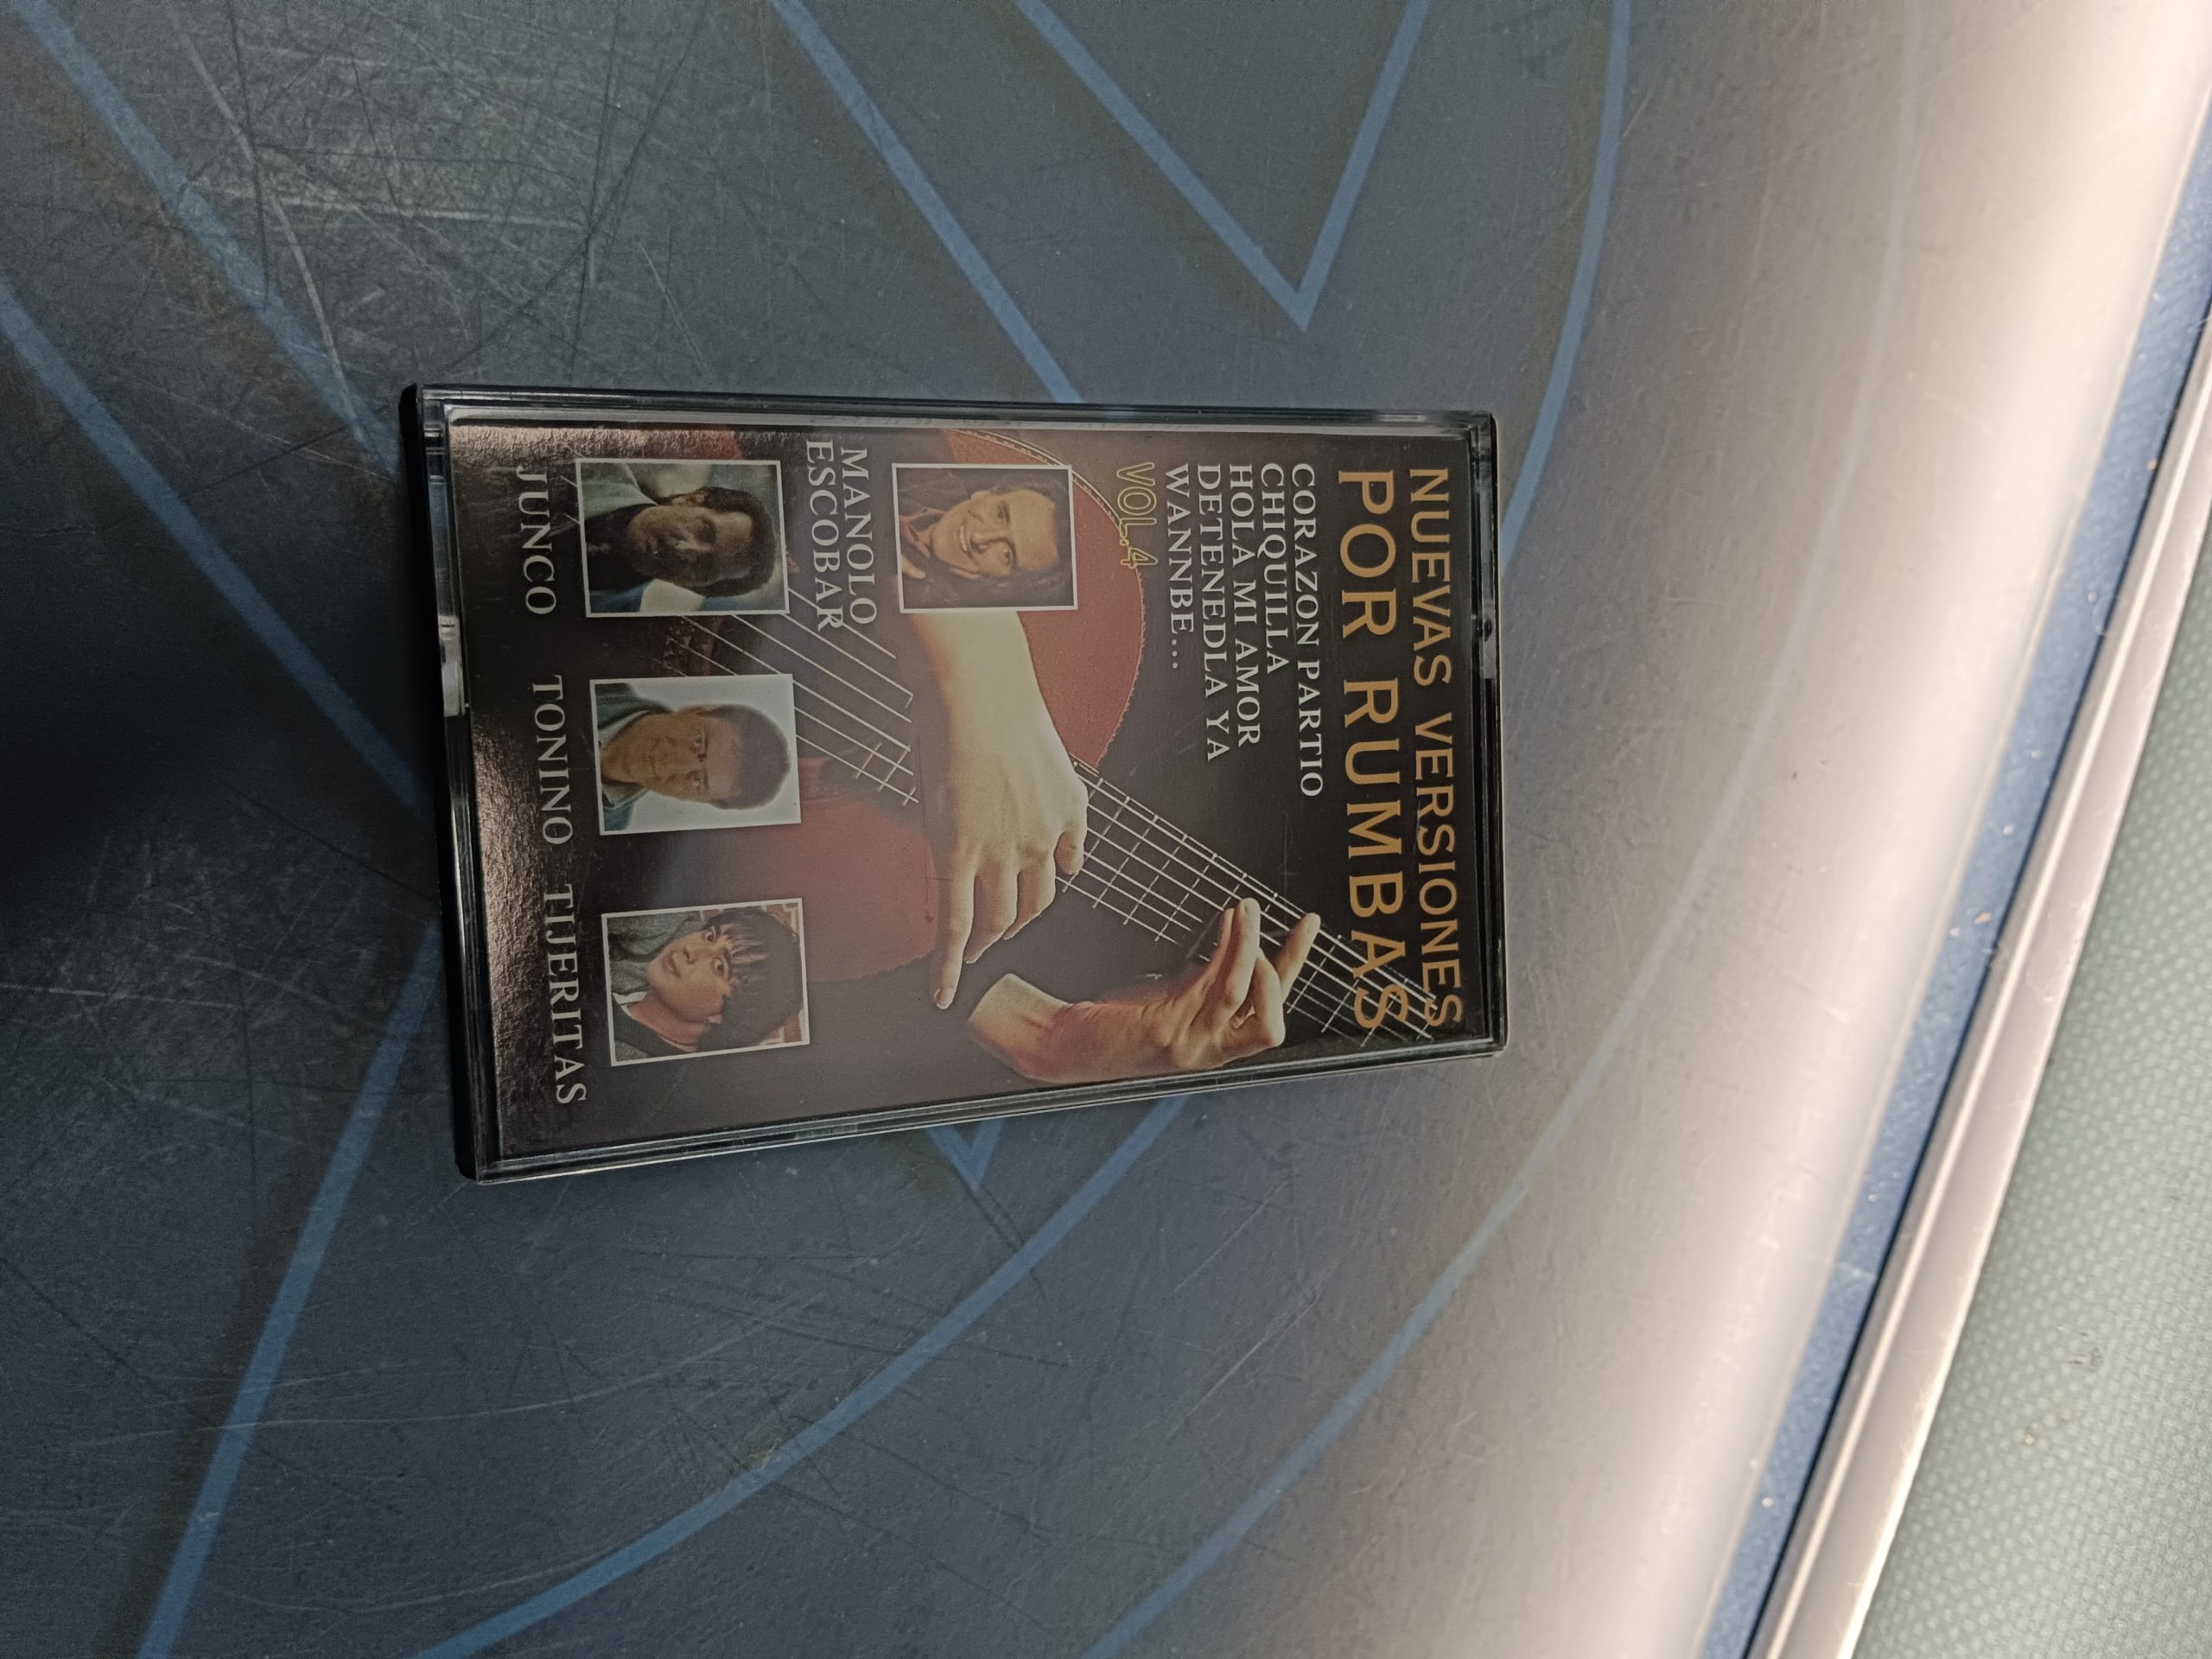 NUEVAS VERSIONES
POR RUMBAS
CORAZON PARTIO
CHIQUILLA
HOLA MI AMOR
DETENEDLA YA
WANNBE...
VOL.4
MANOLO
ESCOBAR
JUNCO
TONINO
TIJERITAS